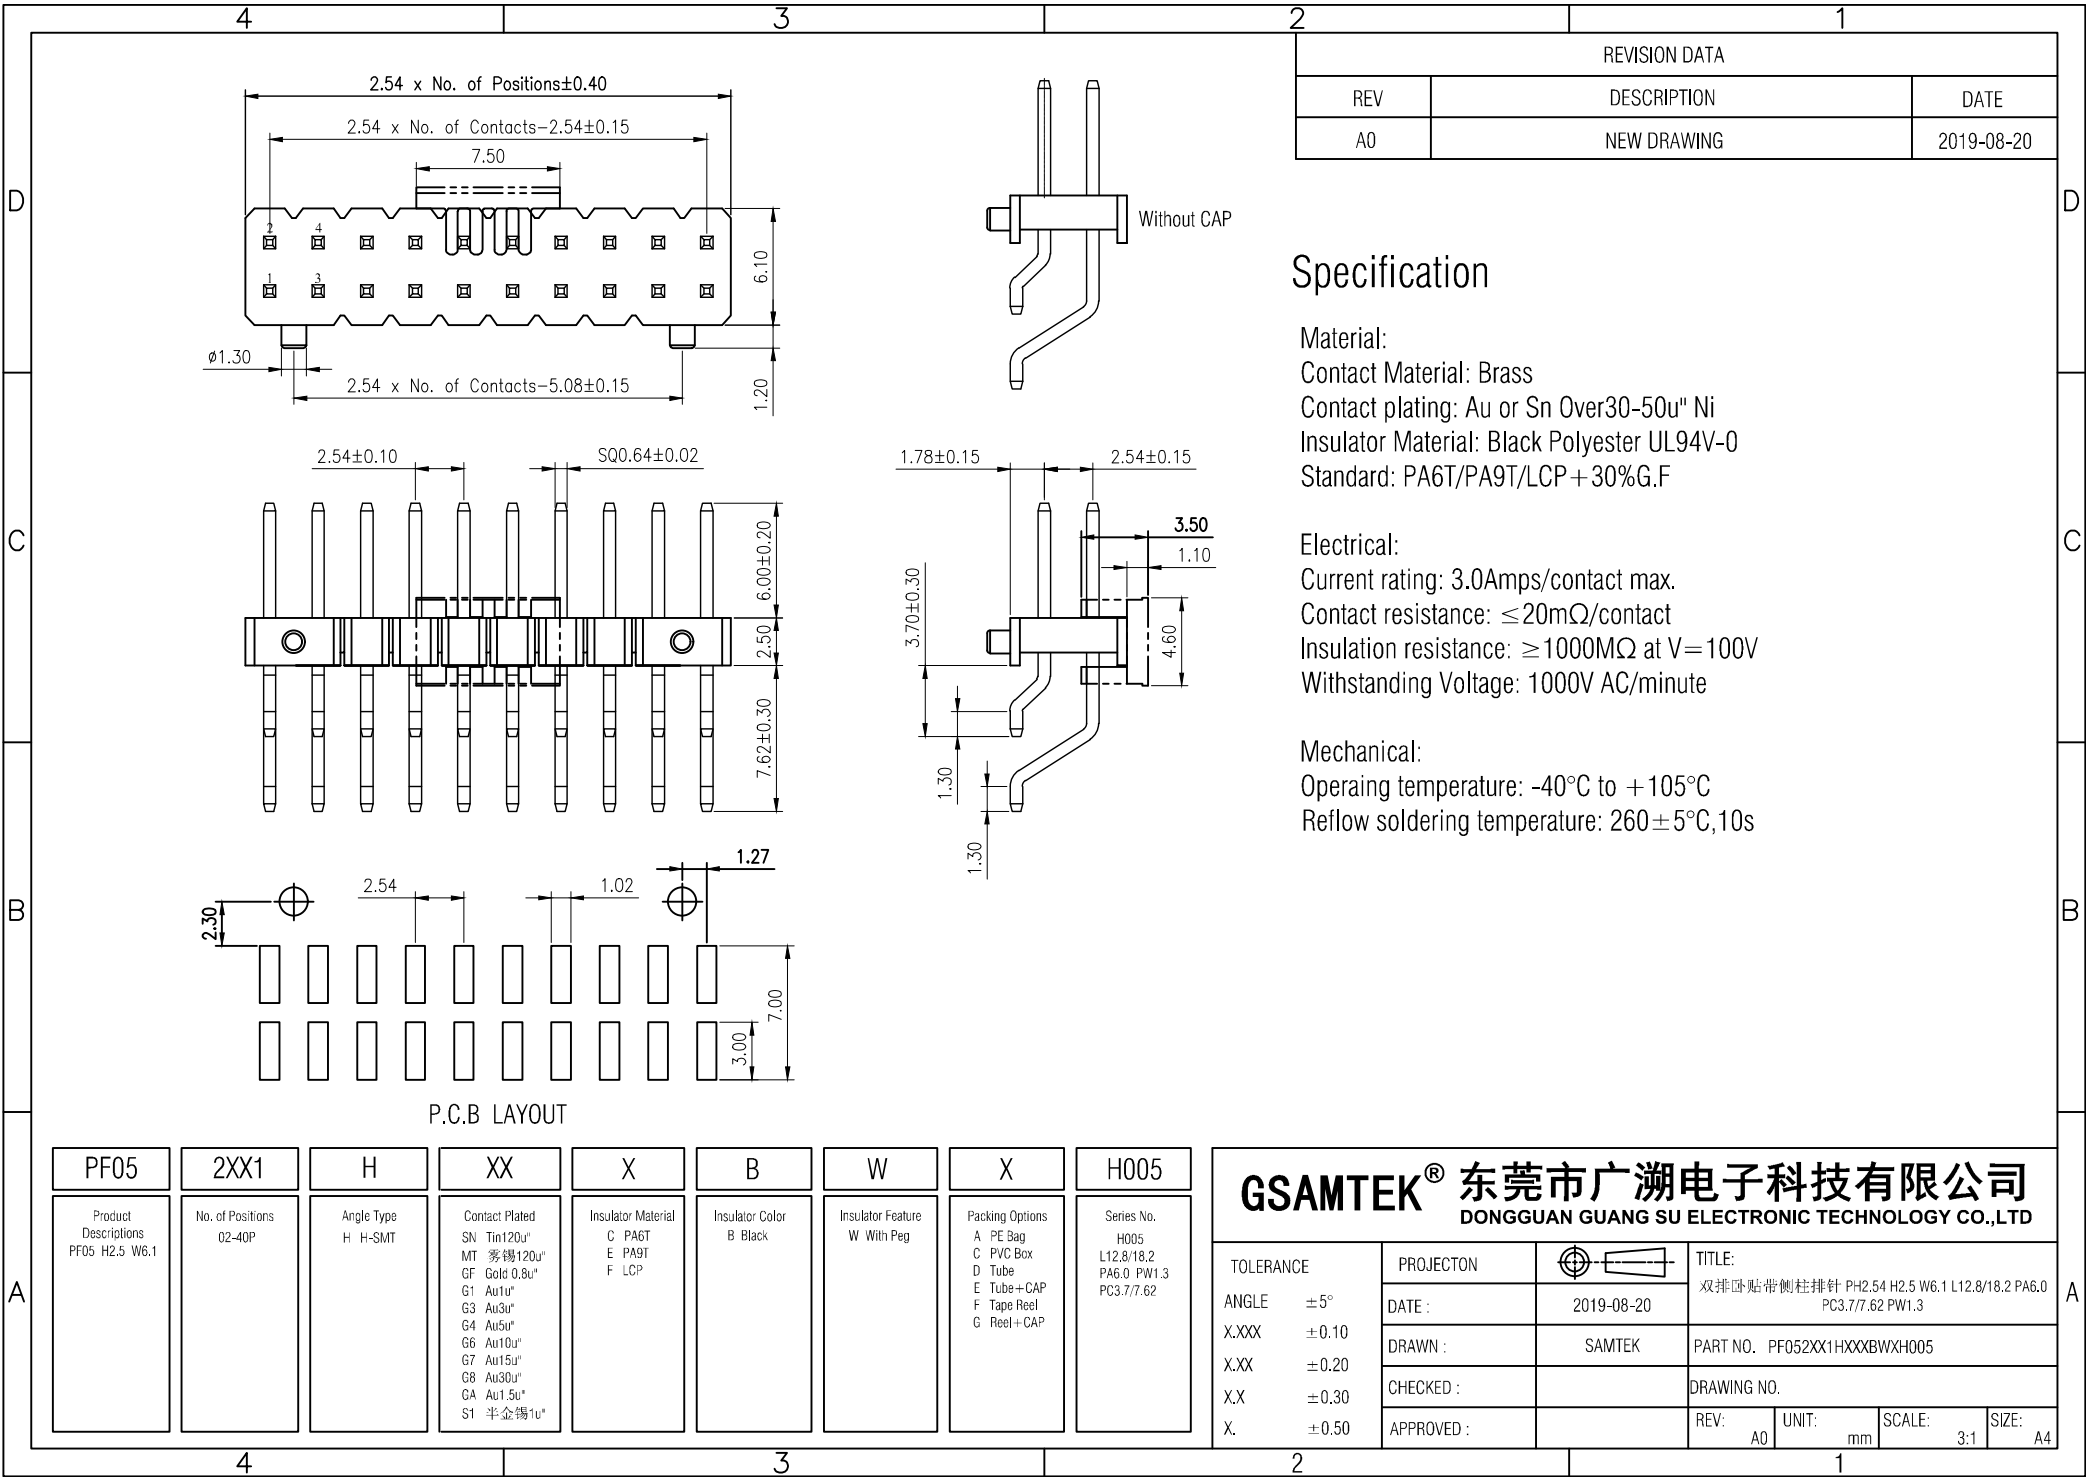 4
3
2
1
D
C
B
A
D
C
B
A
4
3
2
1
REVISION DATA
REV DESCRIPTION DATE
A0 NEW DRAWING 2019-08-20
2.54 x No. of Positions±0.40
2.54 x No. of Contacts-2.54±0.15
7.50
2 4
1 3
6.10
ø1.30
2.54 x No. of Contacts-5.08±0.15
1.20
Without CAP
2.54±0.10
SQ0.64±0.02
6.00±0.20
2.50
7.62±0.30
1.78±0.15
2.54±0.15
3.50
1.10
3.70±0.30
4.60
1.30
1.30
Specification
Material:
Contact Material: Brass
Contact plating: Au or Sn Over30-50u" Ni
Insulator Material: Black Polyester UL94V-0
Standard: PA6T/PA9T/LCP+30%G.F
Electrical:
Current rating: 3.0Amps/contact max.
Contact resistance: ≤20mΩ/contact
Insulation resistance: ≥1000MΩ at V=100V
Withstanding Voltage: 1000V AC/minute
Mechanical:
Operaing temperature: -40°C to +105°C
Reflow soldering temperature: 260±5°C,10s
1.27
2.54
1.02
2.30
7.00
3.00
P.C.B LAYOUT
PF05
Product
Descriptions
PF05 H2.5 W6.1
2XX1
No. of Positions
02-40P
H
Angle Type
H H-SMT
XX
Contact Plated
SN Tin120u"
MT 雾锡120u"
GF Gold 0.8u"
G1 Au1u"
G3 Au3u"
G4 Au5u"
G6 Au10u"
G7 Au15u"
G8 Au30u"
GA Au1.5u"
S1 半金锡1u"
X
Insulator Material
C PA6T
E PA9T
F LCP
B
Insulator Color
B Black
W
Insulator Feature
W With Peg
X
Packing Options
A PE Bag
C PVC Box
D Tube
E Tube+CAP
F Tape Reel
G Reel+CAP
H005
Series No.
H005
L12.8/18.2
PA6.0 PW1.3
PC3.7/7.62
GSAMTEK® 东莞市广溯电子科技有限公司
DONGGUAN GUANG SU ELECTRONIC TECHNOLOGY CO.,LTD
TOLERANCE
ANGLE ±5°
X.XXX ±0.10
X.XX ±0.20
X.X ±0.30
X. ±0.50
PROJECTON
DATE : 2019-08-20
DRAWN : SAMTEK
CHECKED :
APPROVED :
TITLE:
双排卧贴带侧柱排针 PH2.54 H2.5 W6.1 L12.8/18.2 PA6.0
PC3.7/7.62 PW1.3
PART NO. PF052XX1HXXXBWXH005
DRAWING NO.
REV: A0 UNIT: mm SCALE: 3:1 SIZE: A4